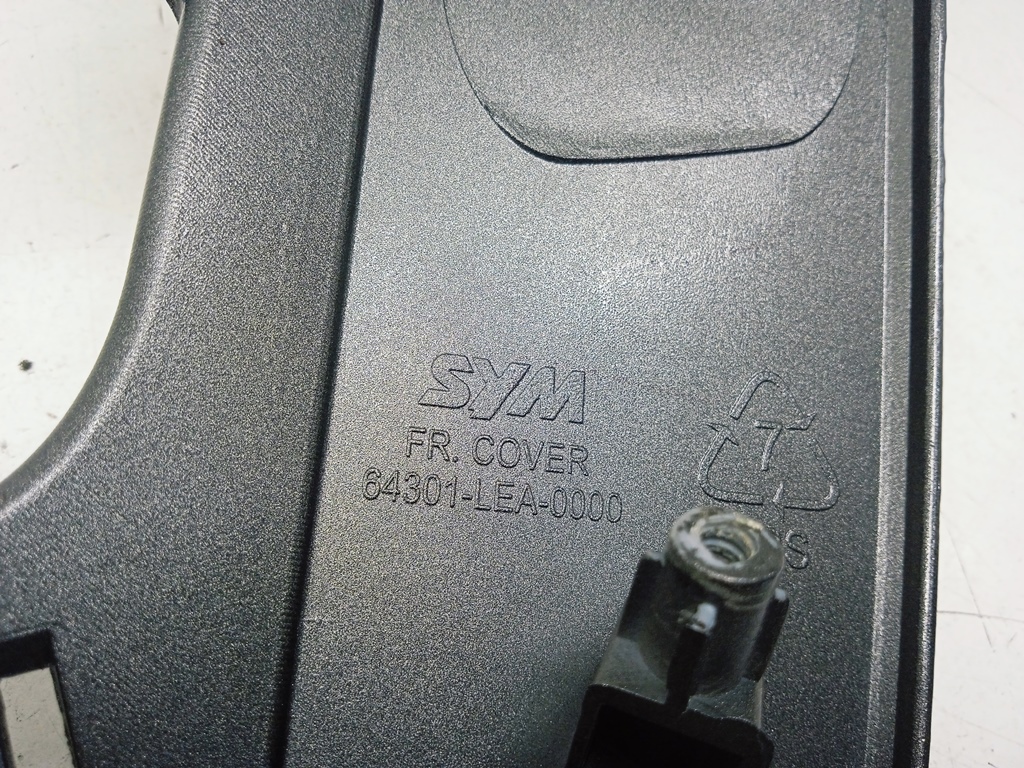 SYM
FR. COVER
64301-LEA-0000
7